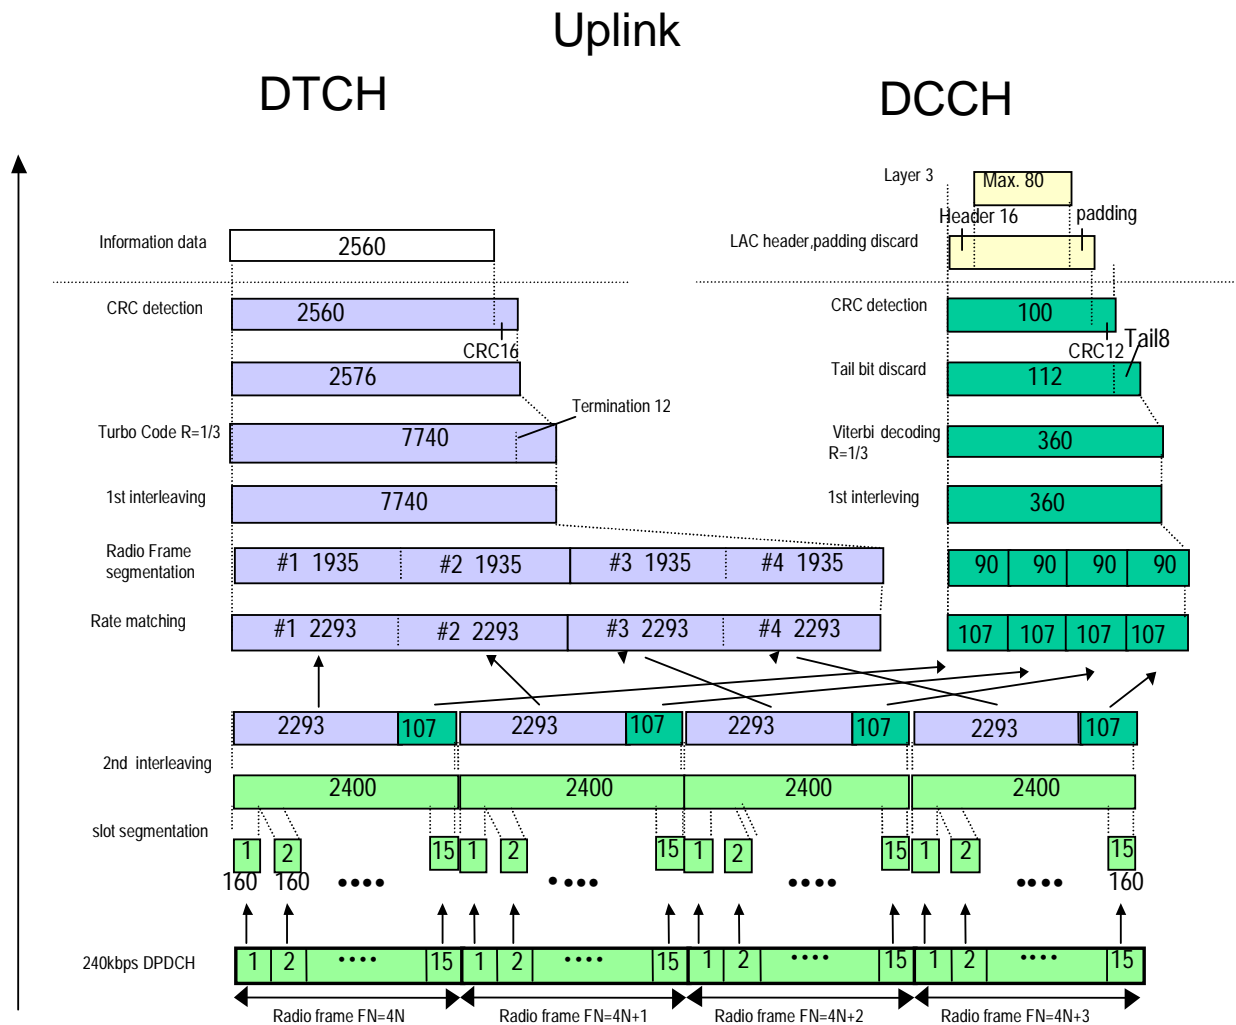 Uplink
DTCH
DCCH
Layer 3
Max. 80
Header 16
padding
Information data
2560
LAC header,padding discard
CRC detection
2560
CRC16
CRC detection
100
CRC12
Tail8
2576
Tail bit discard
112
Termination 12
Turbo Code R=1/3
7740
Viterbi decoding
R=1/3
360
1st interleaving
7740
1st interleving
360
Radio Frame
segmentation
#1 1935
#2 1935
#3 1935
#4 1935
90
90
90
90
Rate matching
#1 2293
#2 2293
#3 2293
#4 2293
107
107
107
107
2293
107
2293
107
2293
107
2293
107
2nd interleaving
2400
2400
2400
2400
slot segmentation
1
2
15
1
2
15
1
2
15
1
2
15
160
160
••••
••••
••••
••••
160
240kbps DPDCH
1
2
••••
15
1
2
••••
15
1
2
••••
15
1
2
••••
15
Radio frame FN=4N
Radio frame FN=4N+1
Radio frame FN=4N+2
Radio frame FN=4N+3